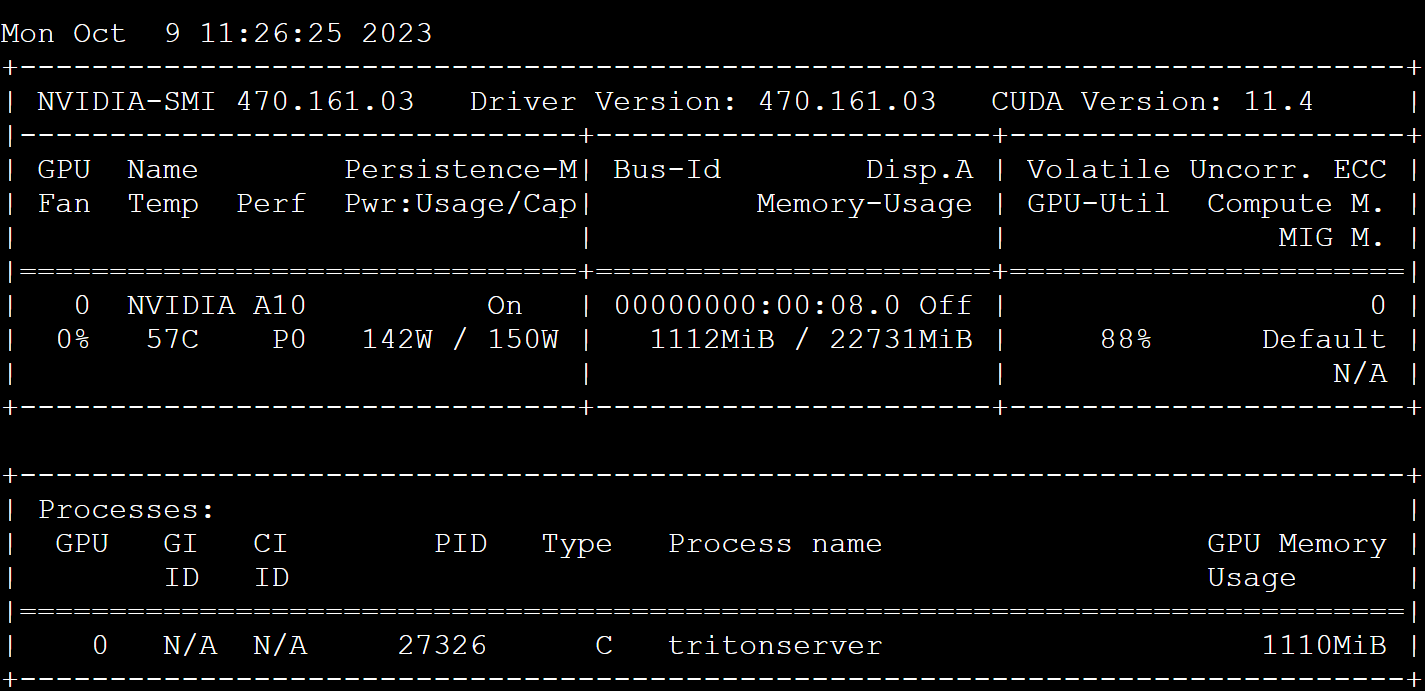 Mon Oct  9 11:26:25 2023
+-----------------------------------------------------------------------------+
| NVIDIA-SMI 470.161.03   Driver Version: 470.161.03   CUDA Version: 11.4     |
|-------------------------------+----------------------+----------------------+
| GPU  Name        Persistence-M| Bus-Id        Disp.A | Volatile Uncorr. ECC |
| Fan  Temp  Perf  Pwr:Usage/Cap|         Memory-Usage | GPU-Util  Compute M. |
|                               |                      |               MIG M. |
|===============================+======================+======================|
|   0  NVIDIA A10          On   | 00000000:00:08.0 Off |                    0 |
|  0%   57C    P0   142W / 150W |   1112MiB / 22731MiB |     88%      Default |
|                               |                      |                  N/A |
+-------------------------------+----------------------+----------------------+

+-----------------------------------------------------------------------------+
| Processes:                                                                  |
|  GPU   GI   CI        PID   Type   Process name                  GPU Memory |
|        ID   ID                                                   Usage      |
|=============================================================================|
|    0   N/A  N/A     27326      C   tritonserver                     1110MiB |
+-----------------------------------------------------------------------------+